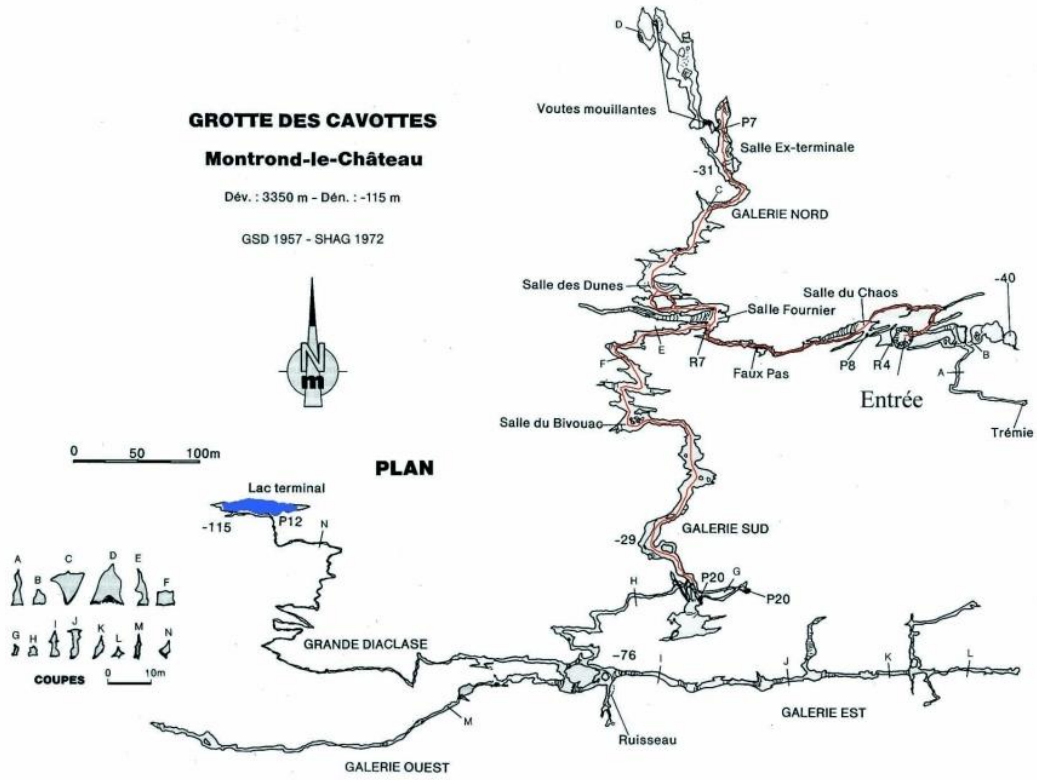 GROTTE DES CAVOTTES
Montrond-le-Château
Dév. : 3350 m - Dén. : -115 m
GSD 1957 - SHAG 1972
N
m
0 50 100m
PLAN
D
Voutes mouillantes
P7
Salle Ex-terminale
-31
C
GALERIE NORD
Salle des Dunes
Salle Fournier
Salle du Chaos
-40
E
F
R7
Faux Pas
P8
R4
B
A
Entrée
Trémie
Salle du Bivouac
GALERIE SUD
-29
H
P20
G
P20
Lac terminal
-115
P12
N
GRANDE DIACLASE
-76
I
J
K
L
GALERIE EST
Ruisseau
M
GALERIE OUEST
A B C D E F
G H I J K L M N
COUPES 0 10m